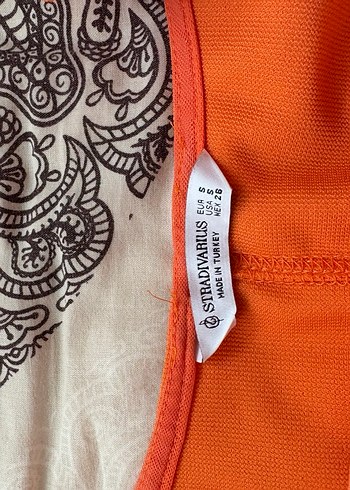 STRADIVARIUS
MADE IN TURKEY
EUR S
USA S
MEX 26